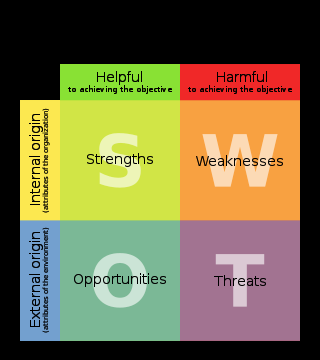 Helpful
to achieving the objective
Harmful
to achieving the objective
Internal origin
(attributes of the organization)
S
Strengths
W
Weaknesses
External origin
(attributes of the environment)
O
Opportunities
T
Threats